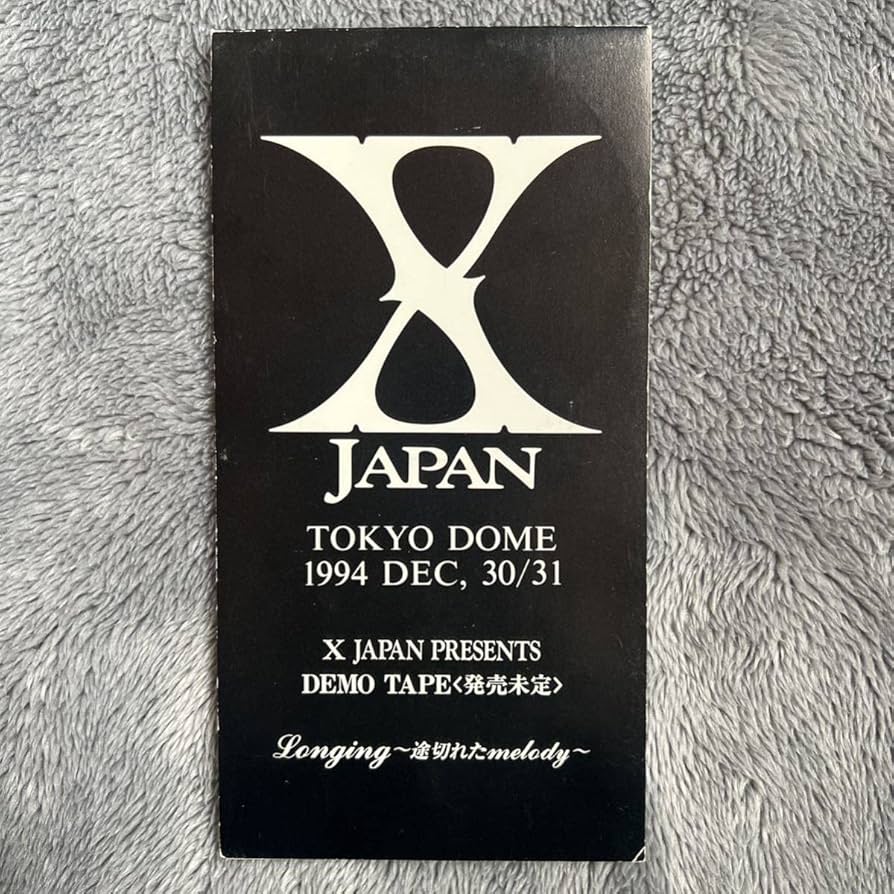 X
JAPAN
TOKYO DOME
1994 DEC, 30/31
X JAPAN PRESENTS
DEMO TAPE<発売未定>
Longing～途切れたmelody～